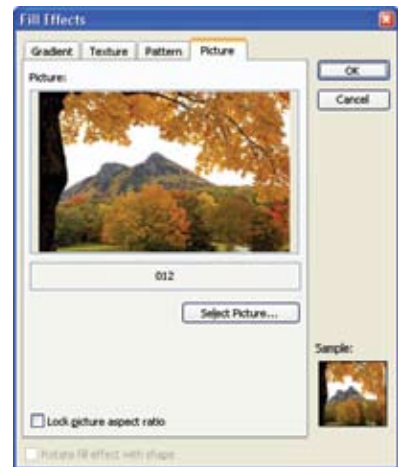 Fill Effects
Gradient Texture Pattern Picture
Picture:
OK
Cancel
012
Select Picture...
Sample:
Lock picture aspect ratio
Rotate fill effect with shape